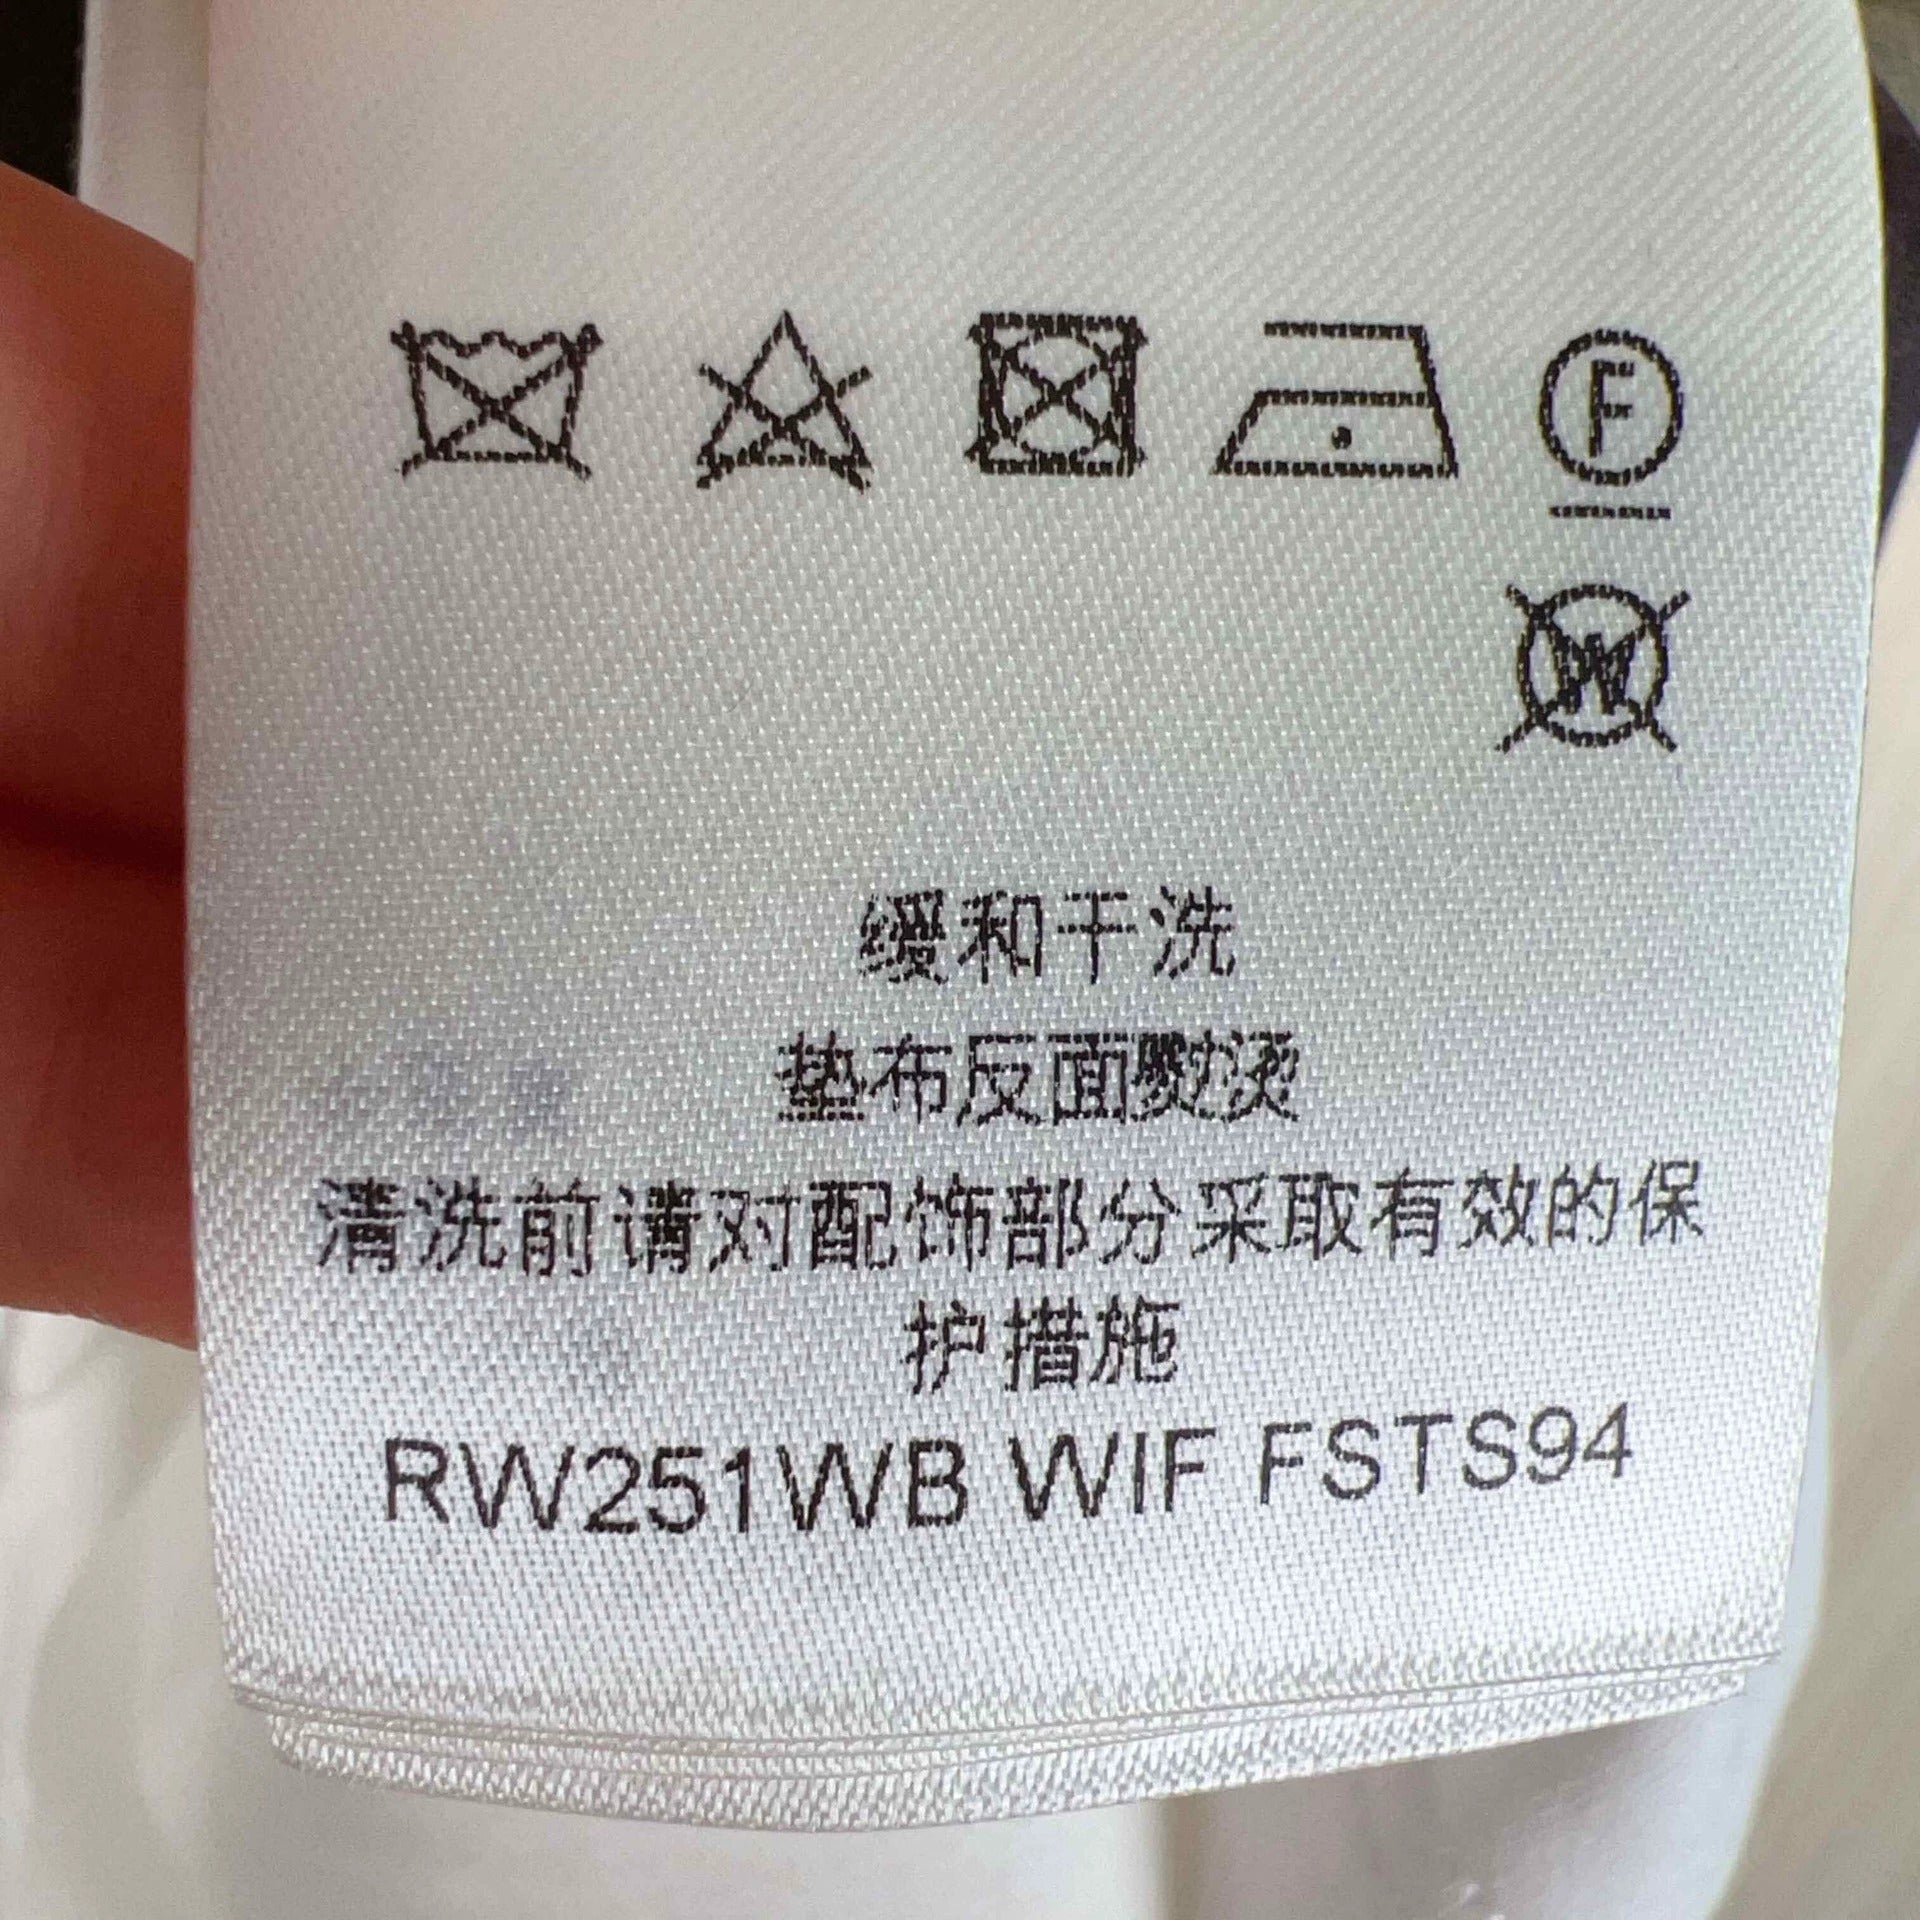 F
W
缓和干洗
垫布反面熨烫
清洗前请对配饰部分采取有效的保
护措施
RW251WB WIF FSTS94